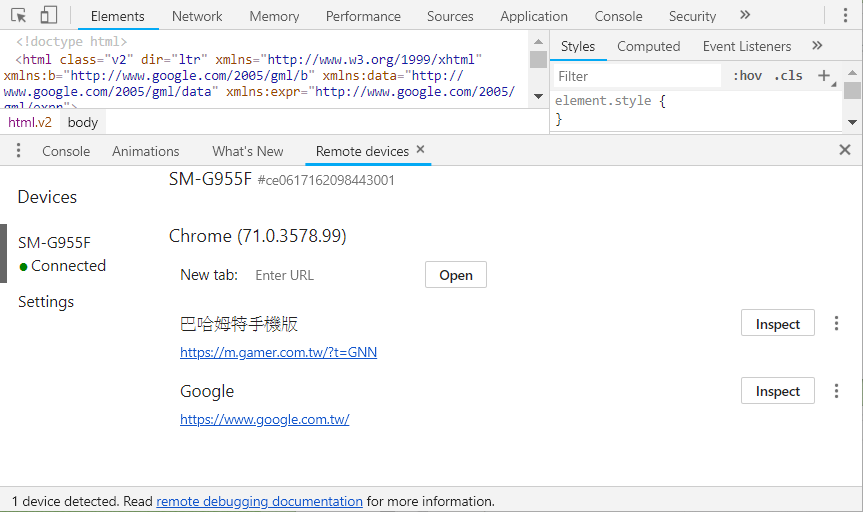 Elements Network Memory Performance Sources Application Console Security »
<!doctype html>
<html class="v2" dir="ltr" xmlns="http://www.w3.org/1999/xhtml"
xmlns:b="http://www.google.com/2005/gml/b" xmlns:data="http://
www.google.com/2005/gml/data" xmlns:expr="http://www.google.com/2005/
gml/expr">
html.v2 body
Styles Computed Event Listeners »
Filter :hov .cls +
element.style {
}
Console Animations What's New Remote devices ×
Devices
SM-G955F
Connected
Settings
SM-G955F #ce0617162098443001
Chrome (71.0.3578.99)
New tab: Enter URL Open
巴哈姆特手機版 Inspect
https://m.gamer.com.tw/?t=GNN
Google Inspect
https://www.google.com.tw/
1 device detected. Read remote debugging documentation for more information.